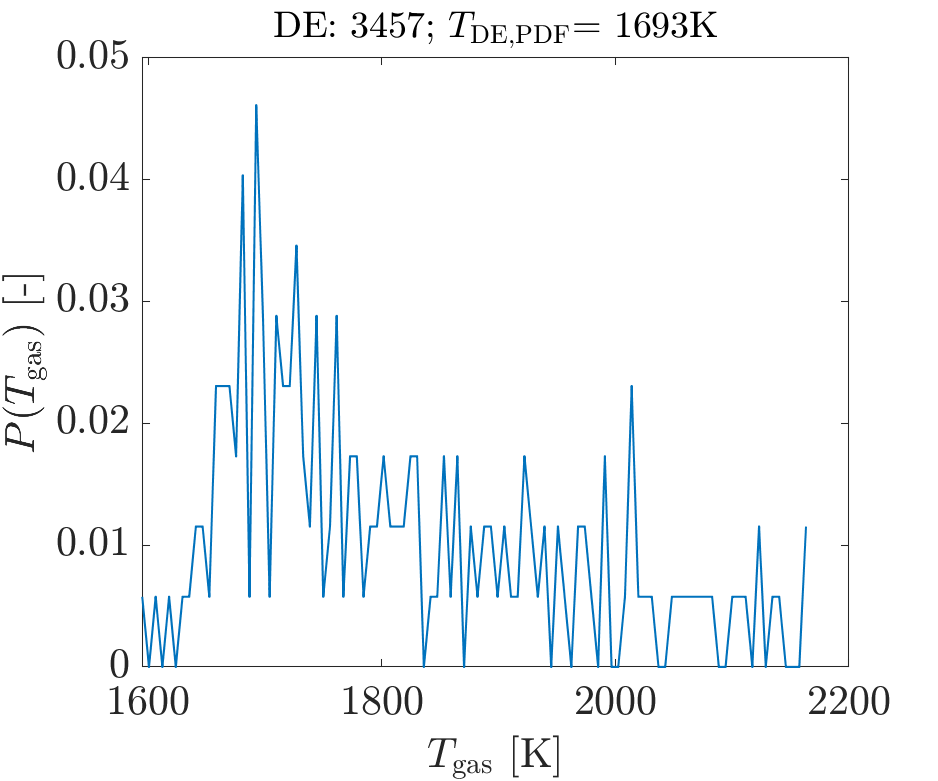 DE: 3457; T_DE,PDF= 1693K
0.05
0.04
0.03
0.02
0.01
0
P(T_gas) [-]
1600 1800 2000 2200
T_gas [K]